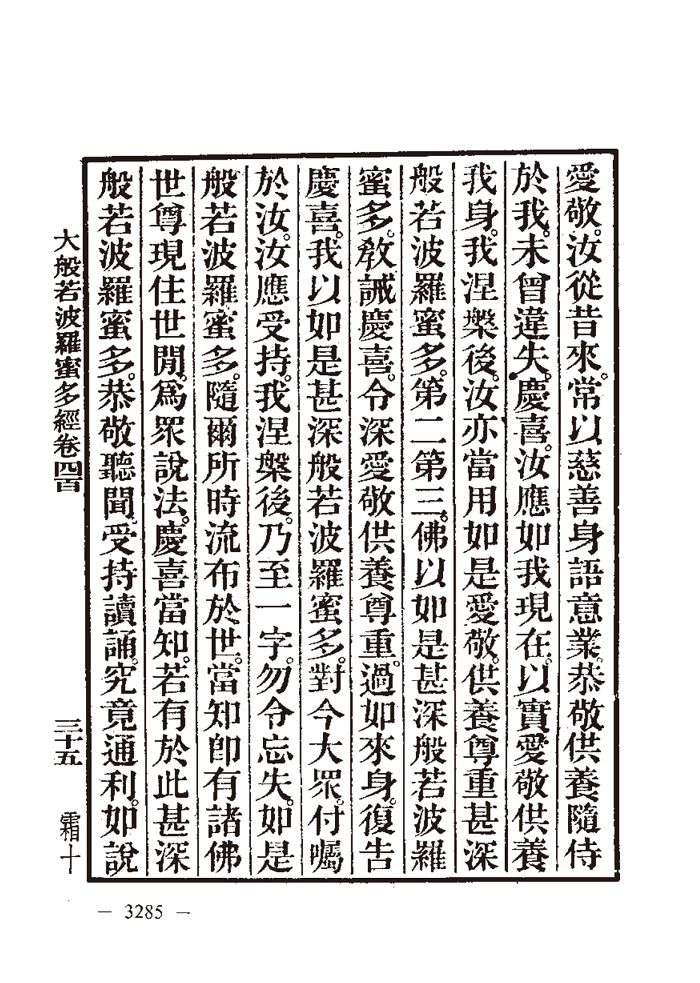 愛敬。汝從昔來。常以慈善身語意業。恭敬供養隨侍
於我。未曾違失。慶喜。汝應如我現在。以實愛敬供養
我身。我涅槃後。汝亦當用如是愛敬。供養尊重甚深
般若波羅蜜多。第二第三。佛以如是甚深般若波羅
蜜多。教誡慶喜。令深愛敬供養尊重。過如來身。復告
慶喜。我以如是甚深般若波羅蜜多。對今大眾。付囑
於汝。汝應受持。我涅槃後。乃至一字。勿令忘失。如是
般若波羅蜜多。隨爾所時流布於世。當知卽有諸佛
世尊現住世閒。爲眾說法。慶喜當知。若有於此甚深
般若波羅蜜多。恭敬聽聞。受持讀誦。究竟通利。如說
大般若波羅蜜多經卷四百 三十五 霜十
— 3285 —